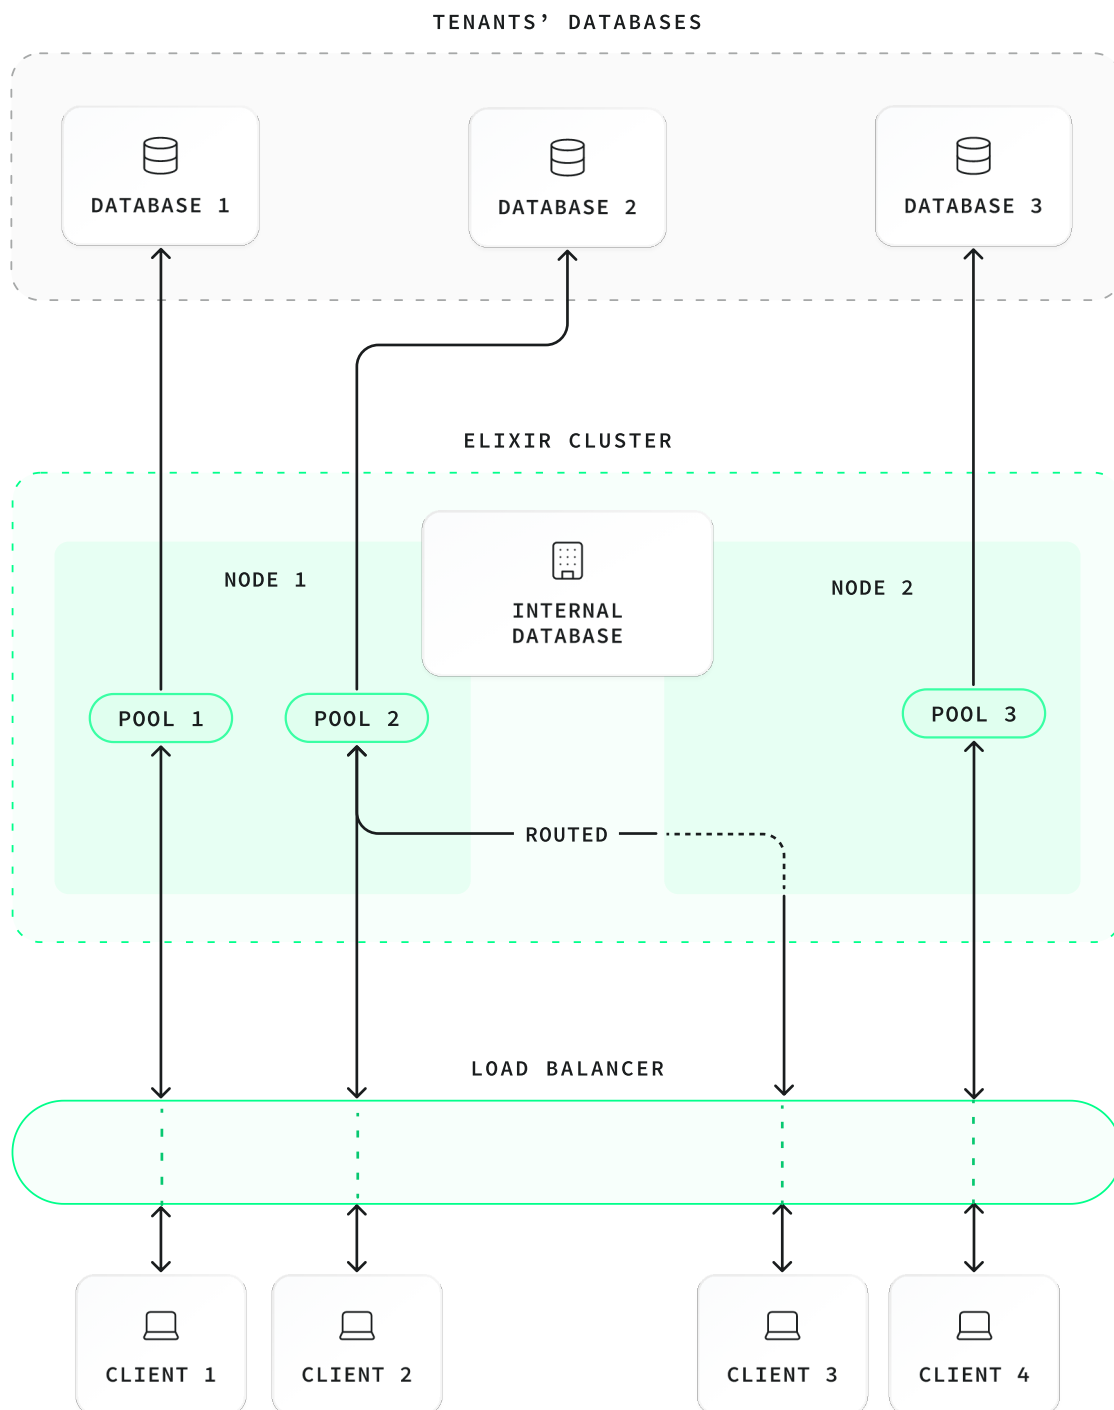 TENANTS’ DATABASES
DATABASE 1
DATABASE 2
DATABASE 3
ELIXIR CLUSTER
NODE 1
INTERNAL
DATABASE
NODE 2
POOL 1
POOL 2
POOL 3
ROUTED
LOAD BALANCER
CLIENT 1
CLIENT 2
CLIENT 3
CLIENT 4